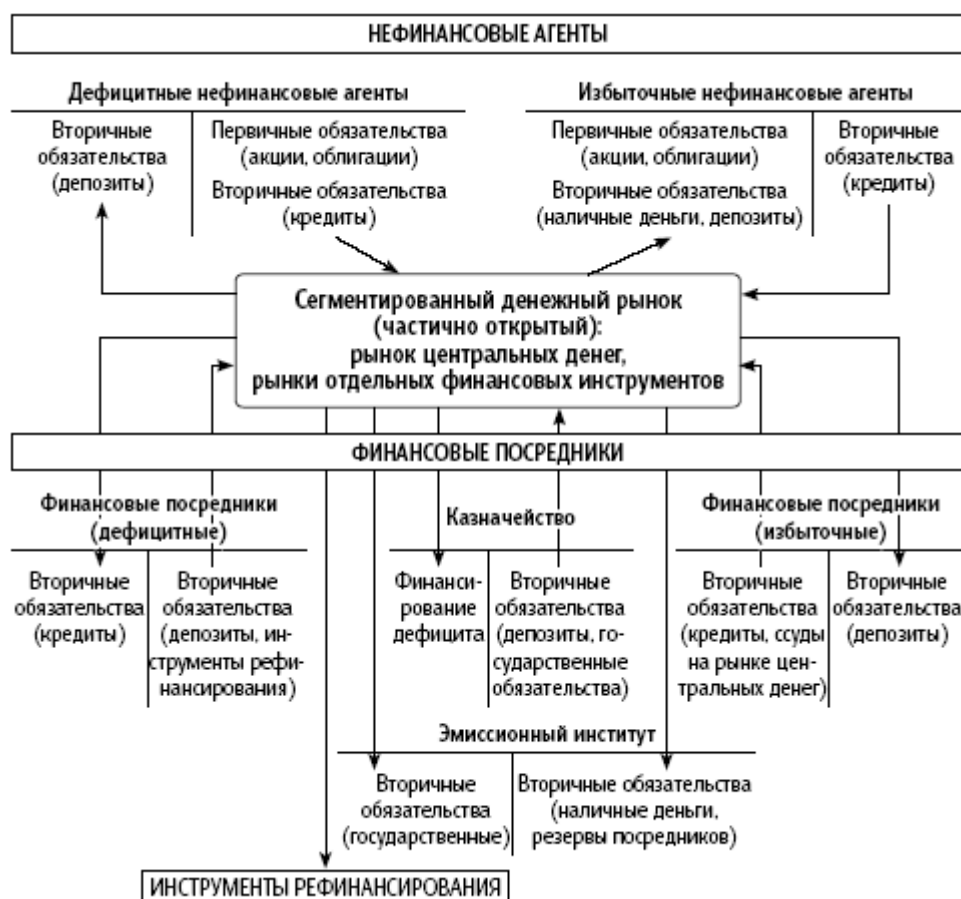 НЕФИНАНСОВЫЕ АГЕНТЫ
Дефицитные нефинансовые агенты
Вторичные
обязательства
(депозиты)
Первичные обязательства
(акции, облигации)
Вторичные обязательства
(кредиты)
Избыточные нефинансовые агенты
Первичные обязательства
(акции, облигации)
Вторичные обязательства
(наличные деньги, депозиты)
Вторичные
обязательства
(кредиты)
Сегментированный денежный рынок
(частично открытый):
рынок центральных денег,
рынки отдельных финансовых инструментов
ФИНАНСОВЫЕ ПОСРЕДНИКИ
Финансовые посредники
(дефицитные)
Вторичные
обязательства
(кредиты)
Вторичные
обязательства
(депозиты, ин-
струменты рефи-
нансирования)
Казначейство
Финанси-
рование
дефицита
Вторичные
обязательства
(депозиты, го-
сударственные
обязательства)
Финансовые посредники
(избыточные)
Вторичные
обязательства
(кредиты, ссуды
на рынке цен-
тральных денег)
Вторичные
обязательства
(депозиты)
Эмиссионный институт
Вторичные
обязательства
(государственные)
Вторичные обязательства
(наличные деньги,
резервы посредников)
ИНСТРУМЕНТЫ РЕФИНАНСИРОВАНИЯ